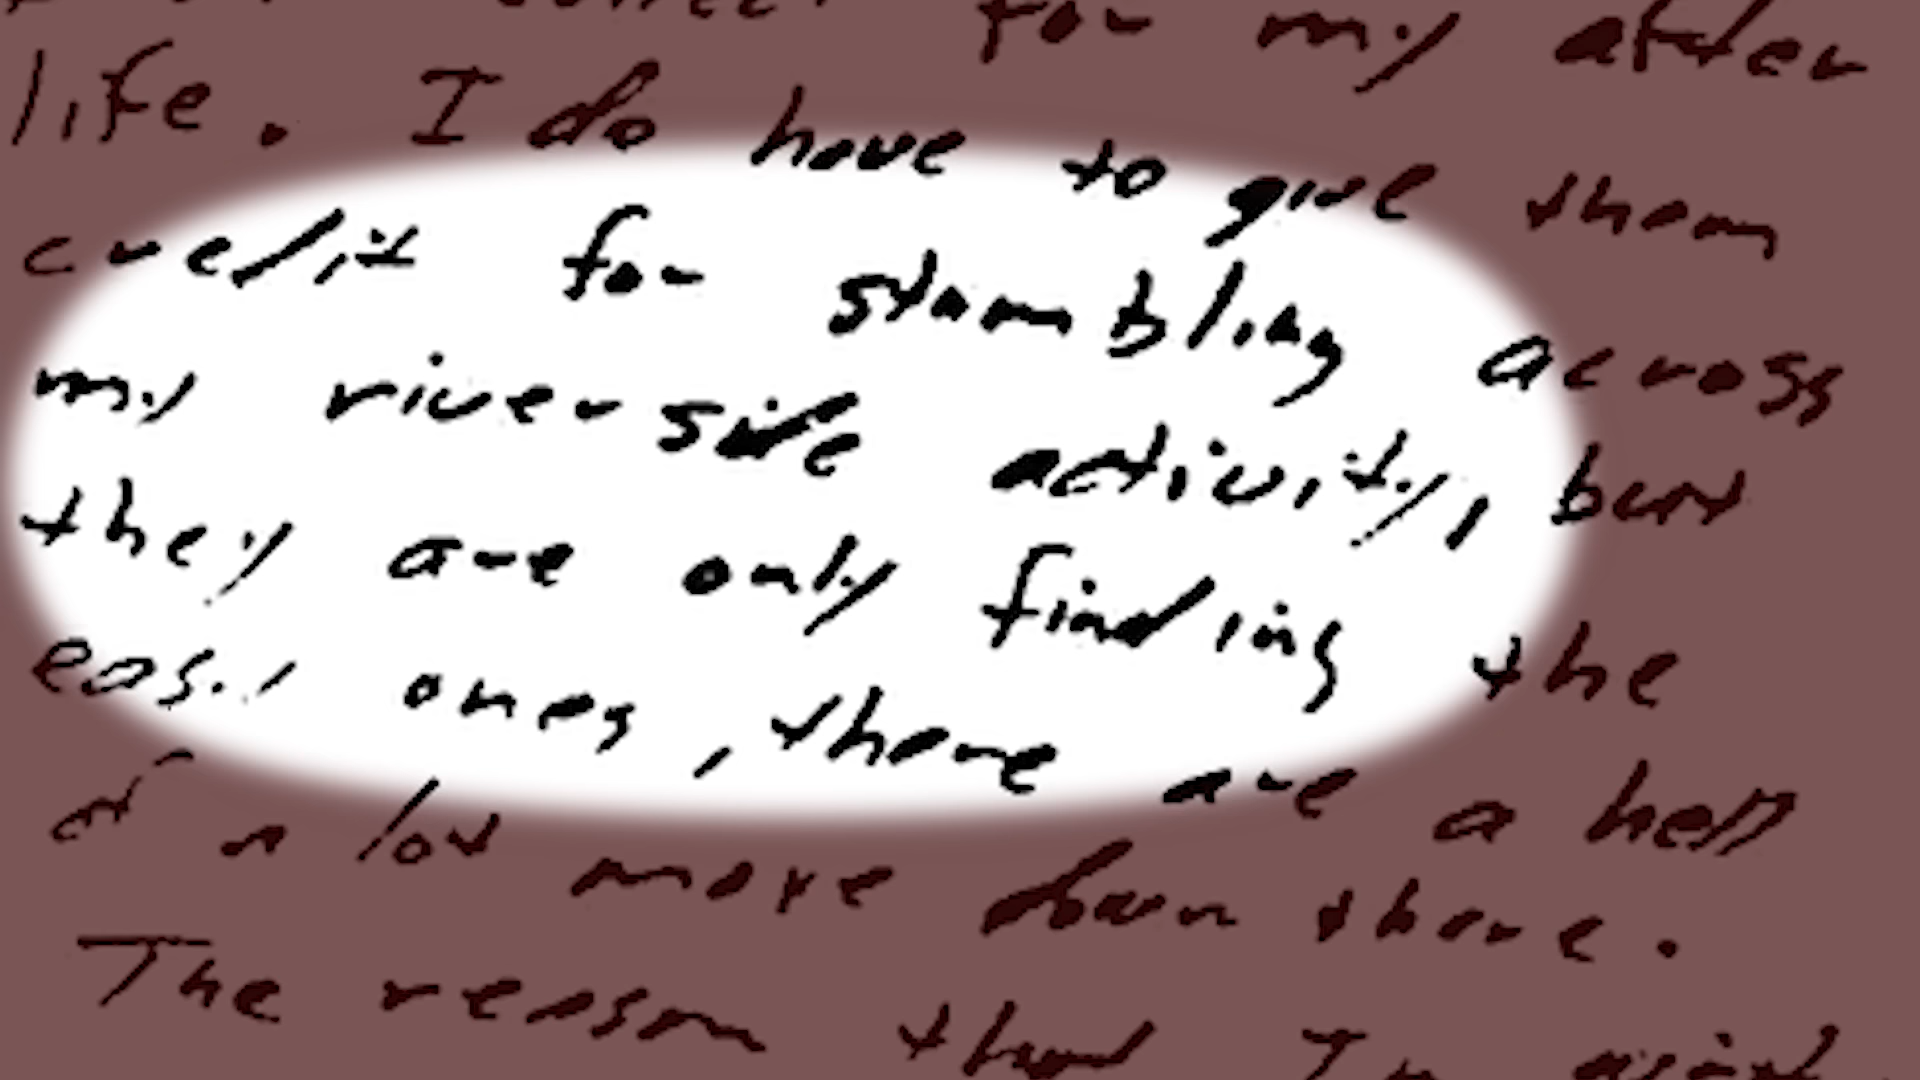 for my after
life. I do have to give them
credit for stumbling across
my riverside activity, but
they are only finding the
easy ones, there are a hell
of a lot more down there.
The reason that I